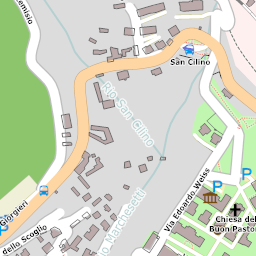 San Cilino
Rio San Cilino
Via Edoardo Weiss
P
P
P
Giorgieri
dello Scoglio
Chiesa del
Buon Pastor